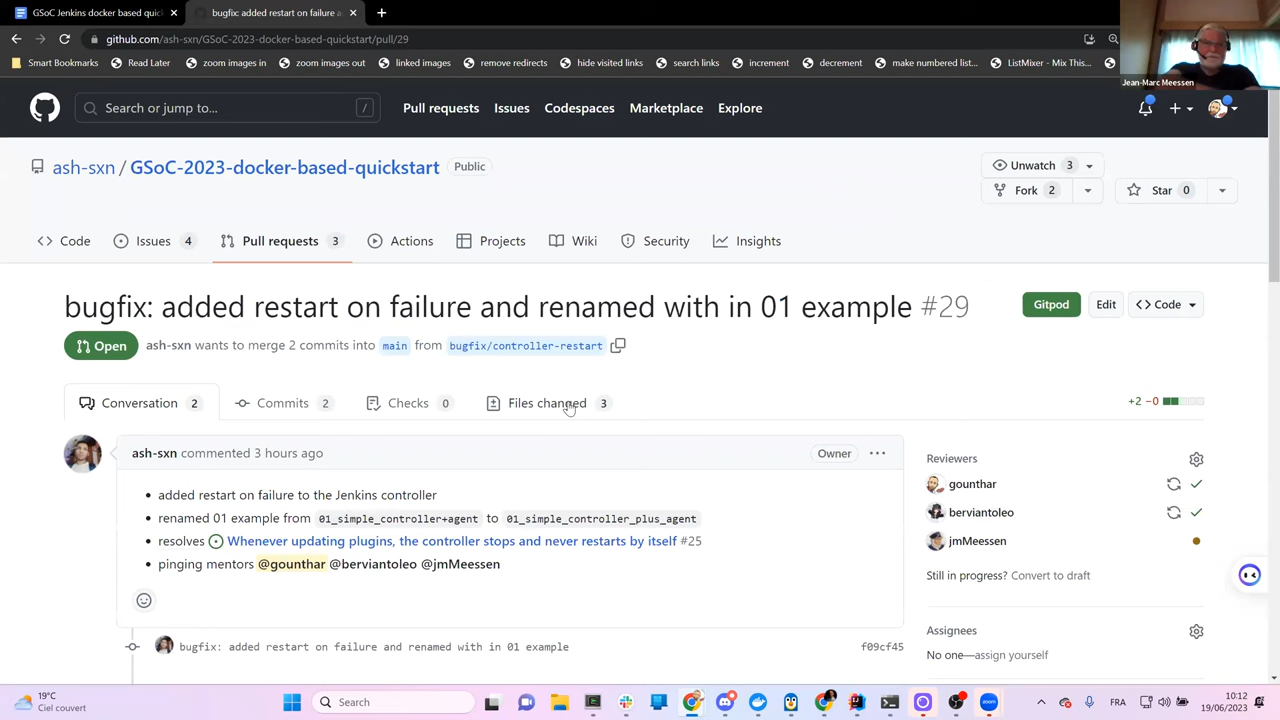 GSoC Jenkins docker based quick
bugfix: added restart on failure a
github.com/ash-sxn/GSoC-2023-docker-based-quickstart/pull/29
Smart Bookmarks
Read Later
zoom images in
zoom images out
linked images
remove redirects
hide visited links
search links
increment
decrement
make numbered list...
ListMixer - Mix This...
Jean-Marc Meessen
Search or jump to...
/
Pull requests
Issues
Codespaces
Marketplace
Explore
ash-sxn / GSoC-2023-docker-based-quickstart
Public
Unwatch 3
Fork 2
Star 0
Code
Issues 4
Pull requests 3
Actions
Projects
Wiki
Security
Insights
bugfix: added restart on failure and renamed with in 01 example #29
Gitpod
Edit
Code
Open
ash-sxn wants to merge 2 commits into main from bugfix/controller-restart
Conversation 2
Commits 2
Checks 0
Files changed 3
+2 −0
ash-sxn commented 3 hours ago
Owner
added restart on failure to the Jenkins controller
renamed 01 example from 01_simple_controller+agent to 01_simple_controller_plus_agent
resolves Whenever updating plugins, the controller stops and never restarts by itself #25
pinging mentors @gounthar @berviantoleo @jmMeessen
bugfix: added restart on failure and renamed with in 01 example
f09cf45
Reviewers
gounthar
berviantoleo
jmMeessen
Still in progress? Convert to draft
Assignees
No one—assign yourself
19°C
Ciel couvert
Search
FRA
10:12
19/06/2023